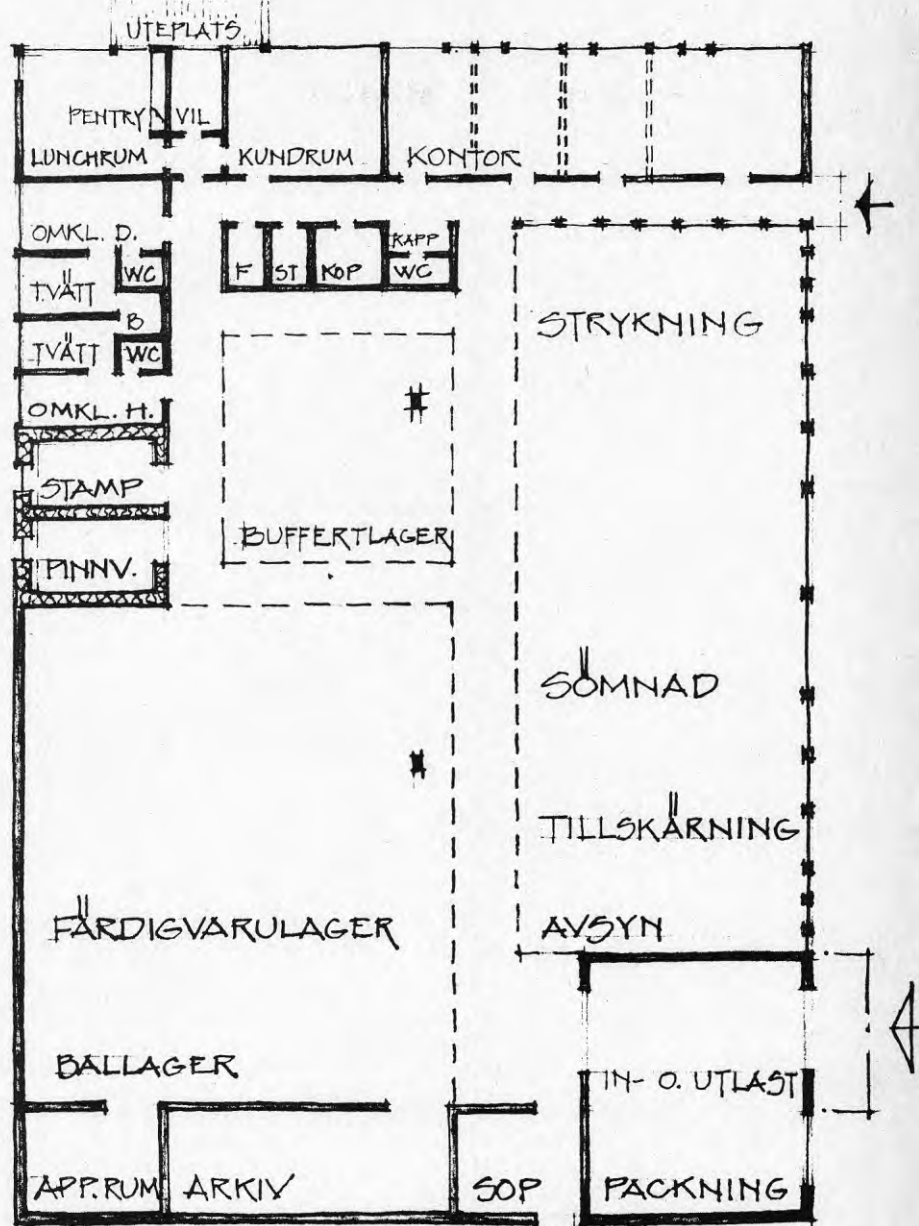 UTEPLATS
PENTRY VIL
LUNCHRUM KUNDRUM KONTOR
OMKL. D. KAPP
WC F ST KOP WC
TVÄTT
B STRYKNING
TVÄTT WC
OMKL. H.
STAMP
BUFFERTLAGER
PINNV.
SÖMNAD
TILLSKÄRNING
FÄRDIGVARULAGER AVSYN
BALLAGER IN- O. UTLAST
APP.RUM ARKIV SOP PACKNING